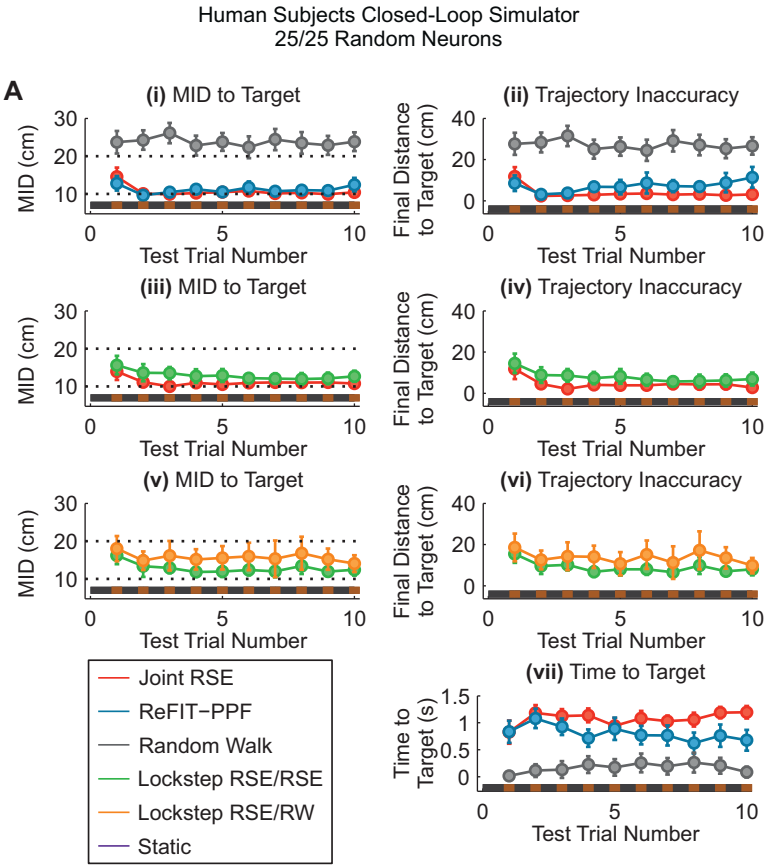 Human Subjects Closed-Loop Simulator
25/25 Random Neurons
A
(i) MID to Target
MID (cm)
30
20
10
0 5 10
Test Trial Number
(ii) Trajectory Inaccuracy
Final Distance
to Target (cm)
40
20
0
0 5 10
Test Trial Number
(iii) MID to Target
MID (cm)
30
20
10
0 5 10
Test Trial Number
(iv) Trajectory Inaccuracy
Final Distance
to Target (cm)
40
20
0
0 5 10
Test Trial Number
(v) MID to Target
MID (cm)
30
20
10
0 5 10
Test Trial Number
(vi) Trajectory Inaccuracy
Final Distance
to Target (cm)
40
20
0
0 5 10
Test Trial Number
Joint RSE
ReFIT−PPF
Random Walk
Lockstep RSE/RSE
Lockstep RSE/RW
Static
(vii) Time to Target
Time to
Target (s)
1.5
1
0.5
0
0 5 10
Test Trial Number